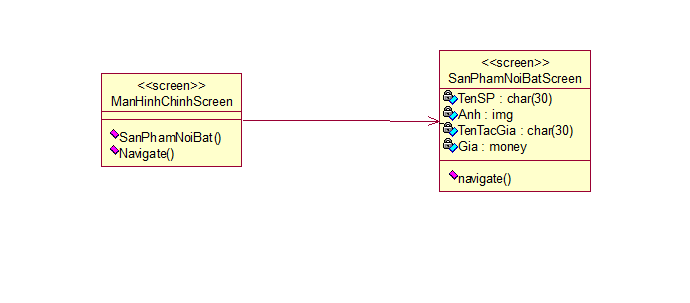 <<screen>>
ManHinhChinhScreen
SanPhamNoiBat()
Navigate()
<<screen>>
SanPhamNoiBatScreen
TenSP : char(30)
Anh : img
TenTacGia : char(30)
Gia : money
navigate()